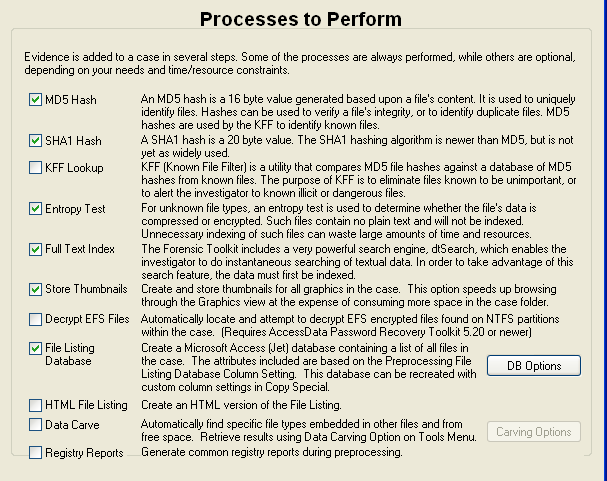 Processes to Perform
Evidence is added to a case in several steps. Some of the processes are always performed, while others are optional,
depending on your needs and time/resource constraints.
MD5 Hash
An MD5 hash is a 16 byte value generated based upon a file's content. It is used to uniquely
identify files. Hashes can be used to verify a file's integrity, or to identify duplicate files. MD5
hashes are used by the KFF to identify known files.
SHA1 Hash
A SHA1 hash is a 20 byte value. The SHA1 hashing algorithm is newer than MD5, but is not
yet as widely used.
KFF Lookup
KFF (Known File Filter) is a utility that compares MD5 file hashes against a database of MD5
hashes from known files. The purpose of KFF is to eliminate files known to be unimportant, or
to alert the investigator to known illicit or dangerous files.
Entropy Test
For unknown file types, an entropy test is used to determine whether the file's data is
compressed or encrypted. Such files contain no plain text and will not be indexed.
Unnecessary indexing of such files can waste large amounts of time and resources.
Full Text Index
The Forensic Toolkit includes a very powerful search engine, dtSearch, which enables the
investigator to do instantaneous searching of textual data. In order to take advantage of this
search feature, the data must first be indexed.
Store Thumbnails
Create and store thumbnails for all graphics in the case. This option speeds up browsing
through the Graphics view at the expense of consuming more space in the case folder.
Decrypt EFS Files
Automatically locate and attempt to decrypt EFS encrypted files found on NTFS partitions
within the case. (Requires AccessData Password Recovery Toolkit 5.20 or newer)
File Listing
Database
Create a Microsoft Access (Jet) database containing a list of all files in
the case. The attributes included are based on the Preprocessing File
Listing Database Column Setting. This database can be recreated with
custom column settings in Copy Special.
DB Options
HTML File Listing
Create an HTML version of the File Listing.
Data Carve
Automatically find specific file types embedded in other files and from
free space. Retrieve results using Data Carving Option on Tools Menu.
Carving Options
Registry Reports
Generate common registry reports during preprocessing.